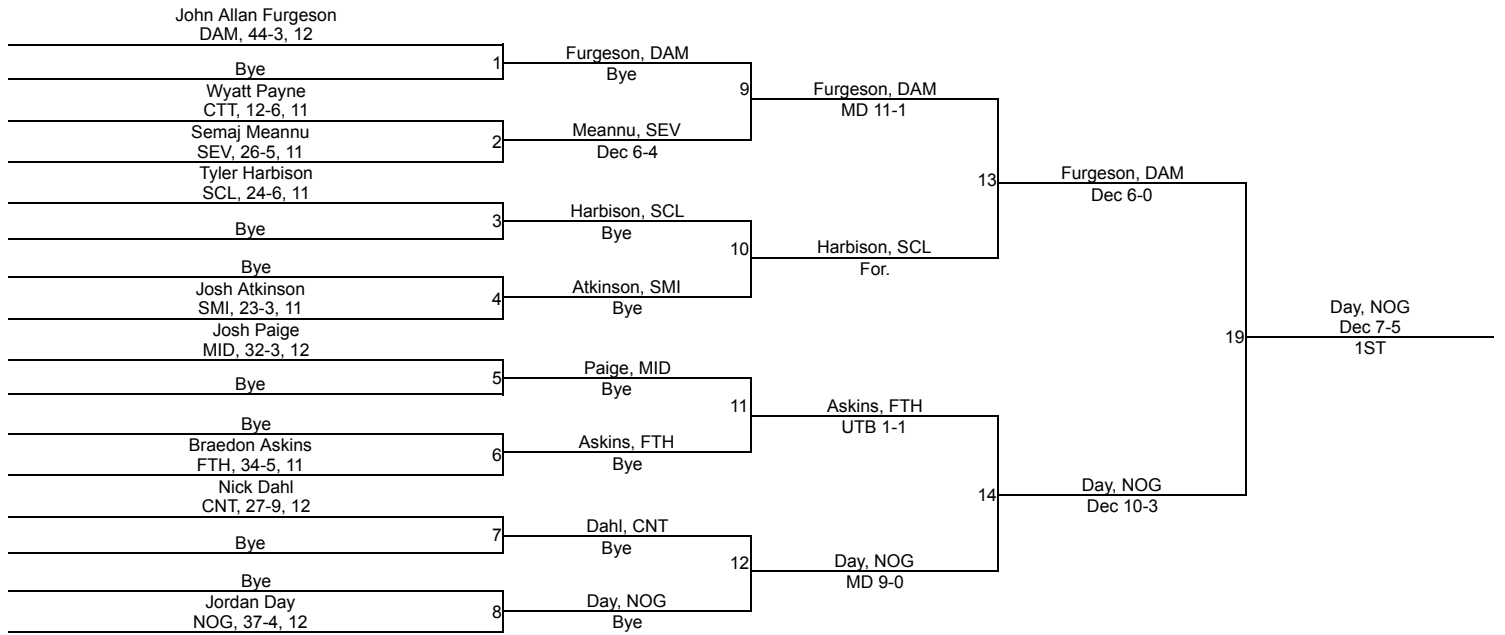 John Allan Furgeson
DAM, 44-3, 12
Bye
1
Wyatt Payne
CTT, 12-6, 11
Semaj Meannu
SEV, 26-5, 11
2
Tyler Harbison
SCL, 24-6, 11
Bye
3
Bye
Josh Atkinson
SMI, 23-3, 11
4
Josh Paige
MID, 32-3, 12
Bye
5
Bye
Braedon Askins
FTH, 34-5, 11
6
Nick Dahl
CNT, 27-9, 12
Bye
7
Bye
Jordan Day
NOG, 37-4, 12
8
Furgeson, DAM
Bye
9
Meannu, SEV
Dec 6-4
Harbison, SCL
Bye
10
Atkinson, SMI
Bye
Paige, MID
Bye
11
Askins, FTH
Bye
Dahl, CNT
Bye
12
Day, NOG
Bye
Furgeson, DAM
MD 11-1
13
Harbison, SCL
For.
Askins, FTH
UTB 1-1
14
Day, NOG
MD 9-0
Furgeson, DAM
Dec 6-0
19
Day, NOG
Dec 10-3
Day, NOG
Dec 7-5
1ST